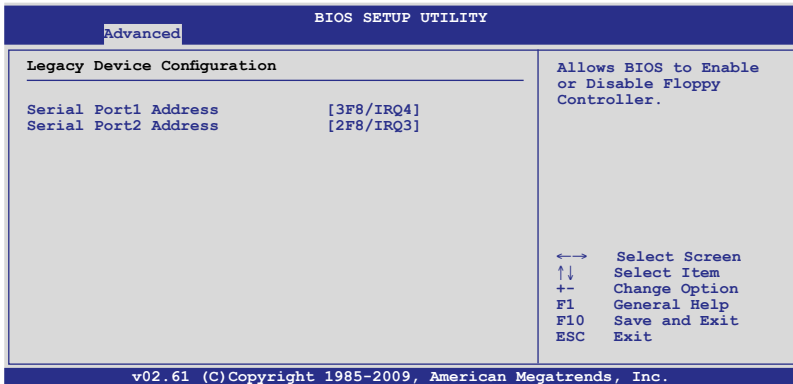 BIOS SETUP UTILITY
Advanced
Legacy Device Configuration
Serial Port1 Address [3F8/IRQ4]
Serial Port2 Address [2F8/IRQ3]
Allows BIOS to Enable
or Disable Floppy
Controller.
←→ Select Screen
↑↓ Select Item
+- Change Option
F1 General Help
F10 Save and Exit
ESC Exit
v02.61 (C)Copyright 1985-2009, American Megatrends, Inc.